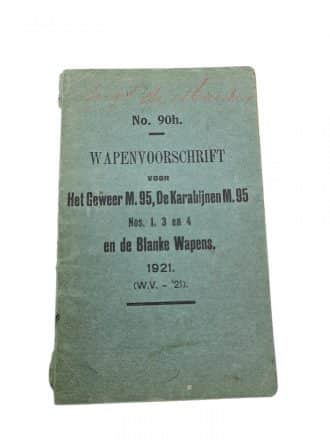 No. 90h.
WAPENVOORSCHRIFT
VOOR
Het Geweer M. 95, De Karabijnen M. 95
Nos. 1, 3 en 4
en de Blanke Wapens.
1921.
(W.V. - '21).